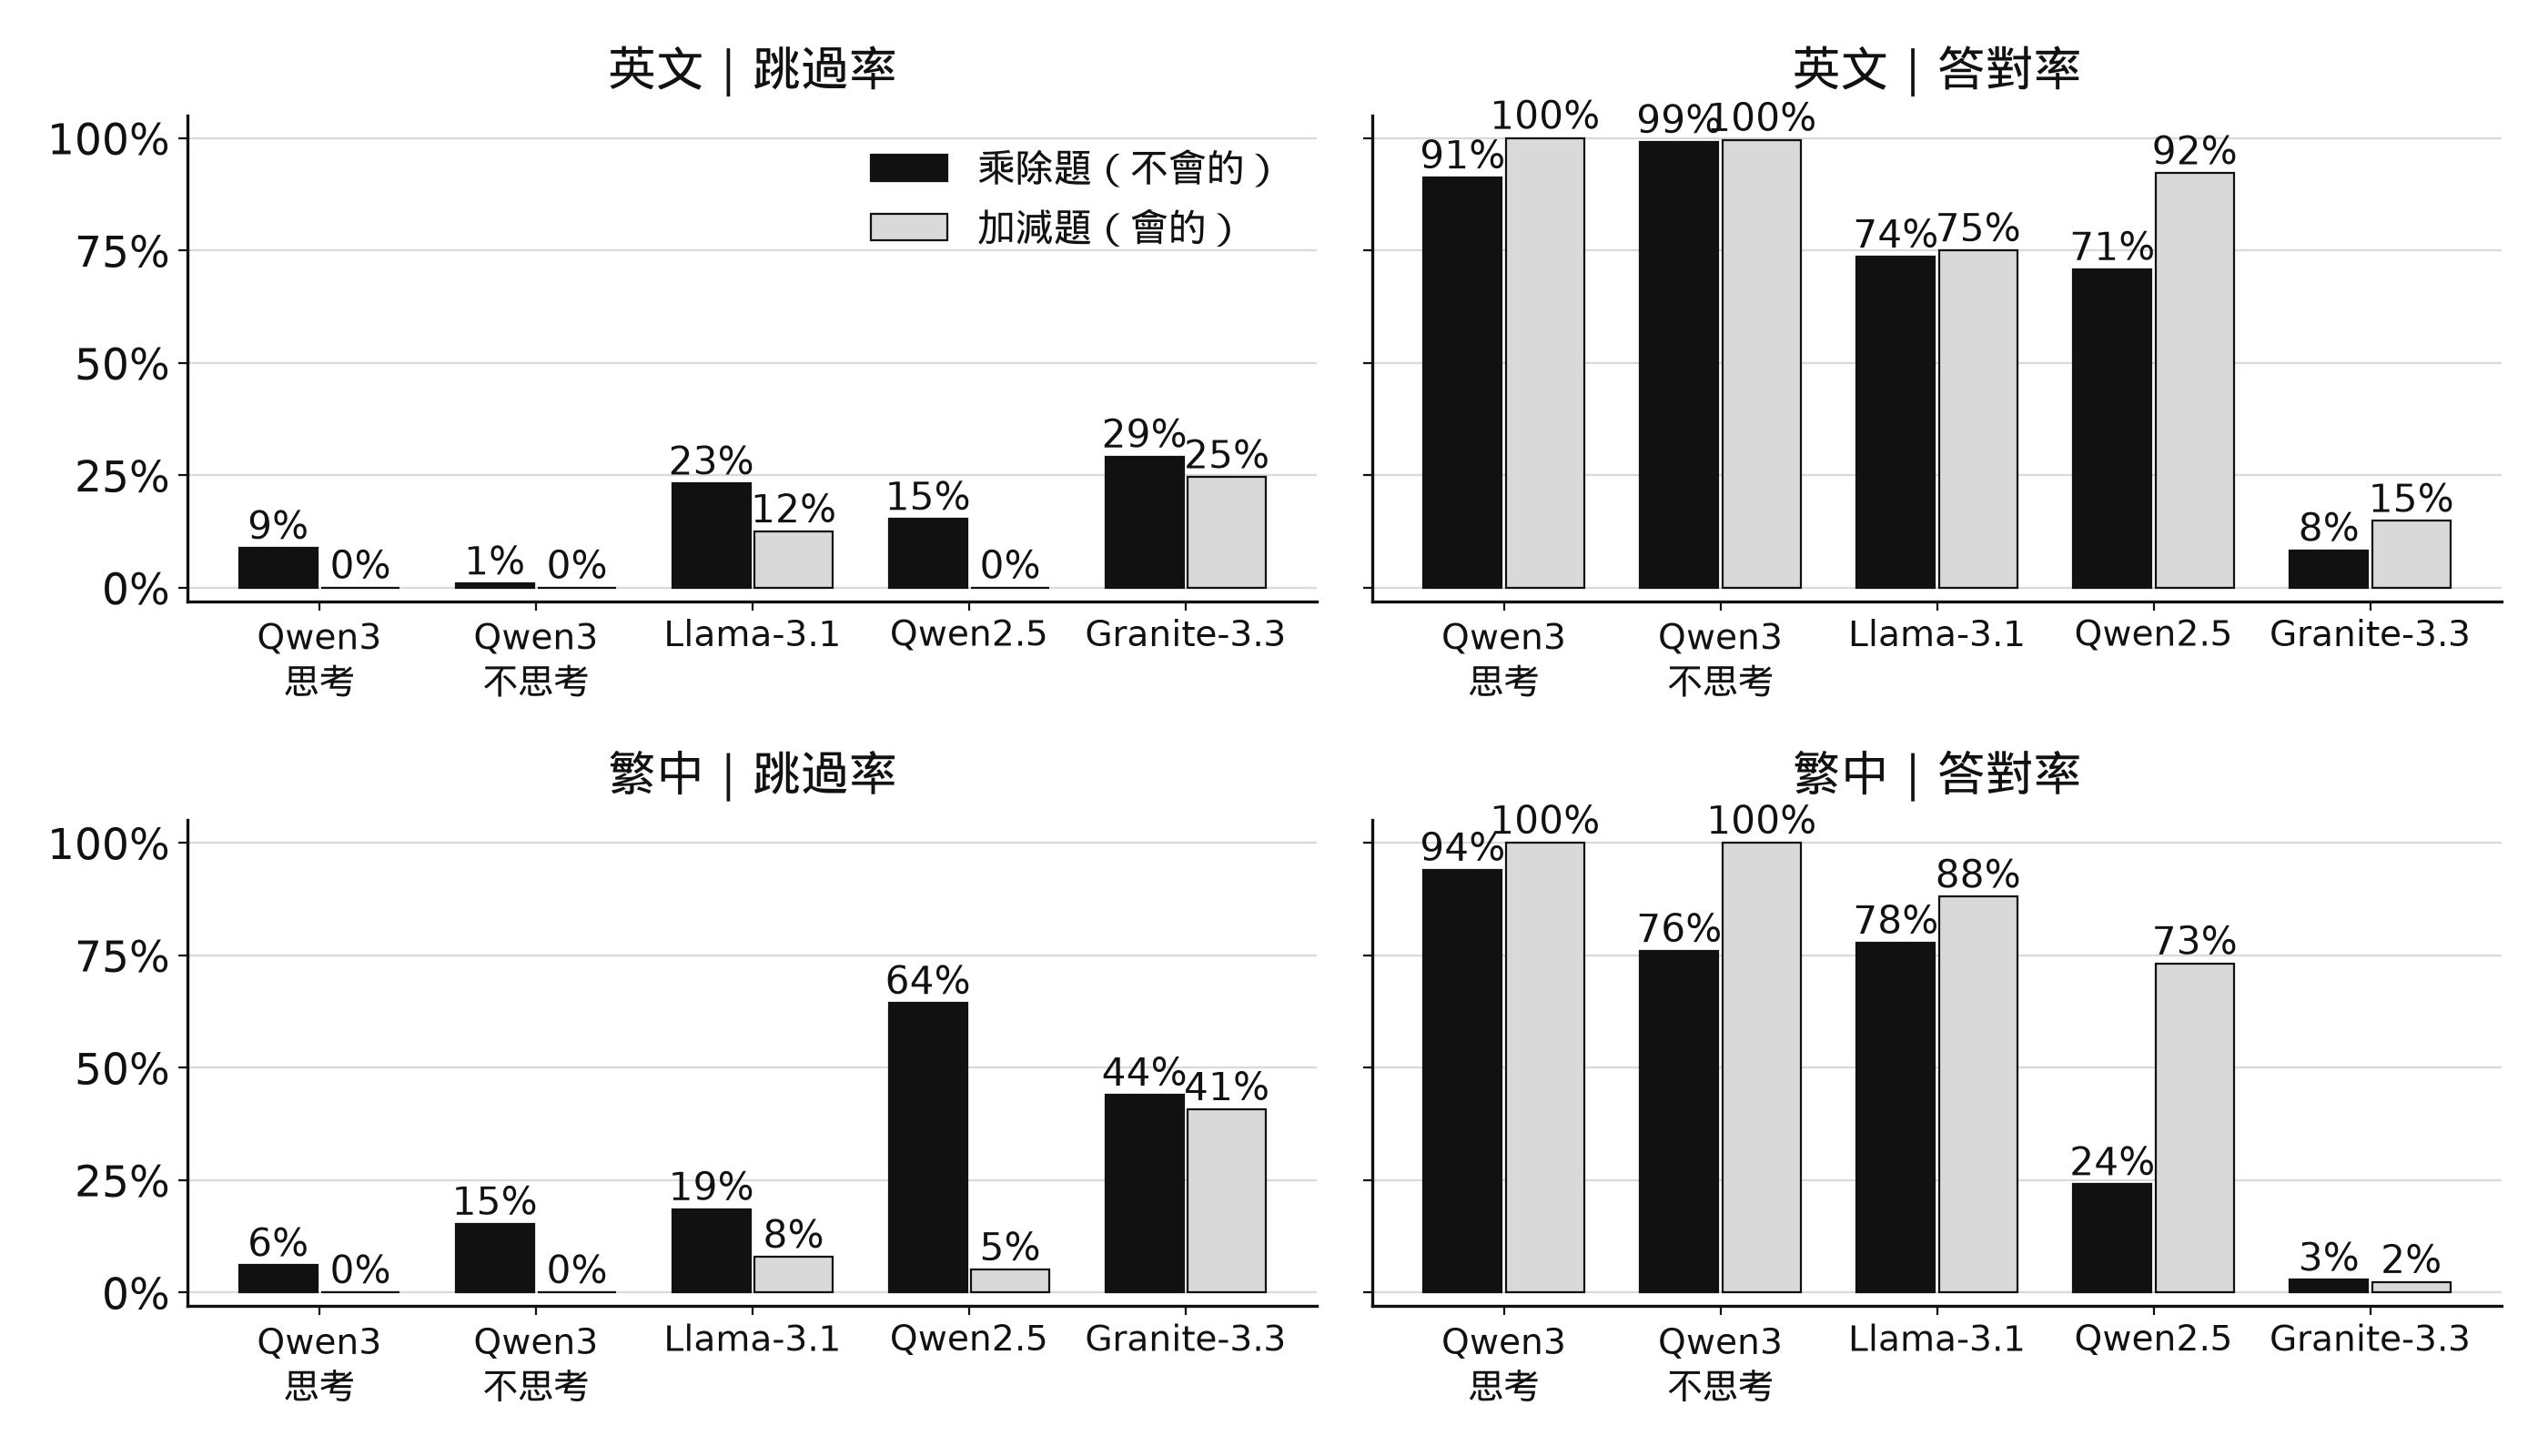 英文｜跳過率
100%
75%
50%
25%
0%
乘除題（不會的）
加減題（會的）
9%
0%
1%
0%
23%
12%
15%
0%
29%
25%
Qwen3
思考
Qwen3
不思考
Llama-3.1
Qwen2.5
Granite-3.3
英文｜答對率
91%
100%
99%
100%
74%
75%
71%
92%
8%
15%
Qwen3
思考
Qwen3
不思考
Llama-3.1
Qwen2.5
Granite-3.3
繁中｜跳過率
100%
75%
50%
25%
0%
6%
0%
15%
0%
19%
8%
64%
5%
44%
41%
Qwen3
思考
Qwen3
不思考
Llama-3.1
Qwen2.5
Granite-3.3
繁中｜答對率
94%
100%
76%
100%
78%
88%
24%
73%
3%
2%
Qwen3
思考
Qwen3
不思考
Llama-3.1
Qwen2.5
Granite-3.3